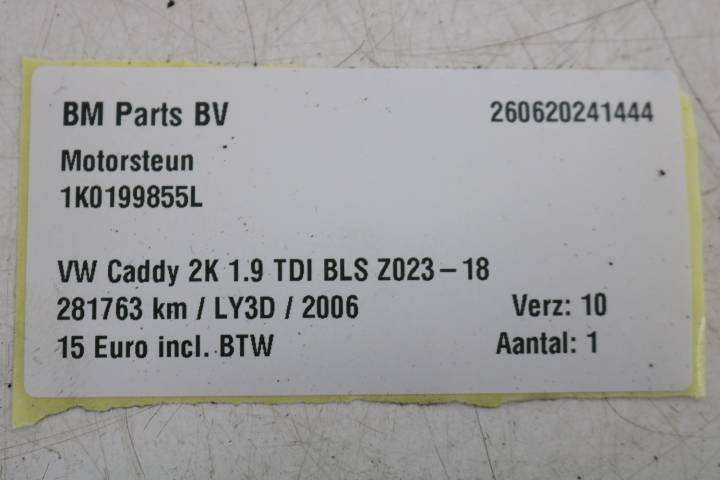 BM Parts BV 260620241444
Motorsteun
1K0199855L
VW Caddy 2K 1.9 TDI BLS Z023-18
281763 km / LY3D / 2006 Verz: 10
15 Euro incl. BTW Aantal: 1